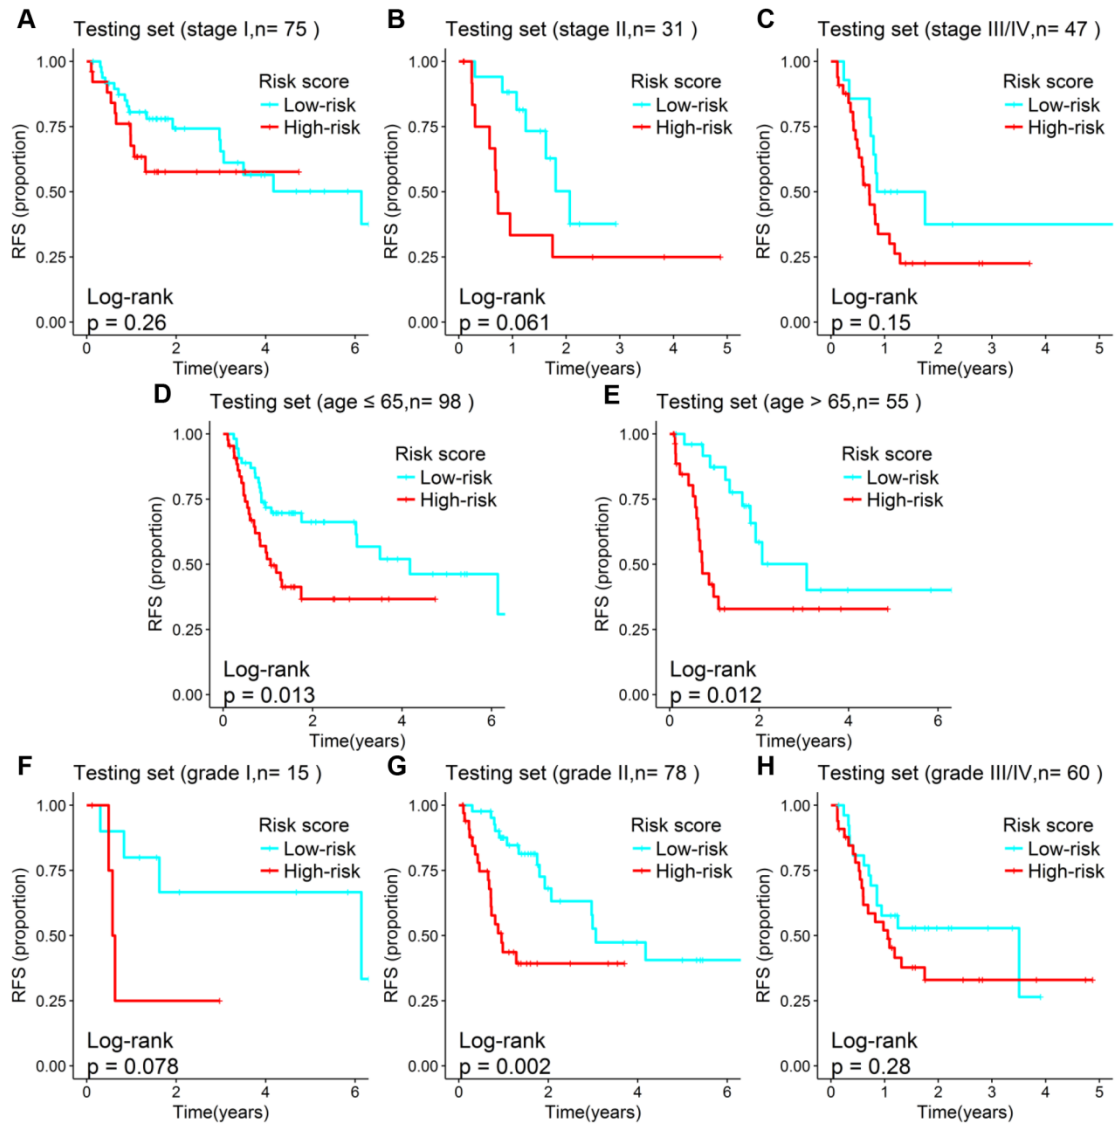 A
Testing set (stage I,n= 75 )
1.00
0.75
0.50
0.25
0.00
RFS (proportion)
Risk score
Low-risk
High-risk
Log-rank
p = 0.26
0 2 4 6
Time(years)
B
Testing set (stage II,n= 31 )
1.00
0.75
0.50
0.25
0.00
RFS (proportion)
Risk score
Low-risk
High-risk
Log-rank
p = 0.061
0 1 2 3 4 5
Time(years)
C
Testing set (stage III/IV,n= 47 )
1.00
0.75
0.50
0.25
0.00
RFS (proportion)
Risk score
Low-risk
High-risk
Log-rank
p = 0.15
0 1 2 3 4 5
Time(years)
D
Testing set (age ≤ 65,n= 98 )
1.00
0.75
0.50
0.25
0.00
RFS (proportion)
Risk score
Low-risk
High-risk
Log-rank
p = 0.013
0 2 4 6
Time(years)
E
Testing set (age > 65,n= 55 )
1.00
0.75
0.50
0.25
0.00
RFS (proportion)
Risk score
Low-risk
High-risk
Log-rank
p = 0.012
0 2 4 6
Time(years)
F
Testing set (grade I,n= 15 )
1.00
0.75
0.50
0.25
0.00
RFS (proportion)
Risk score
Low-risk
High-risk
Log-rank
p = 0.078
0 2 4 6
Time(years)
G
Testing set (grade II,n= 78 )
1.00
0.75
0.50
0.25
0.00
RFS (proportion)
Risk score
Low-risk
High-risk
Log-rank
p = 0.002
0 2 4 6
Time(years)
H
Testing set (grade III/IV,n= 60 )
1.00
0.75
0.50
0.25
0.00
RFS (proportion)
Risk score
Low-risk
High-risk
Log-rank
p = 0.28
0 1 2 3 4 5
Time(years)